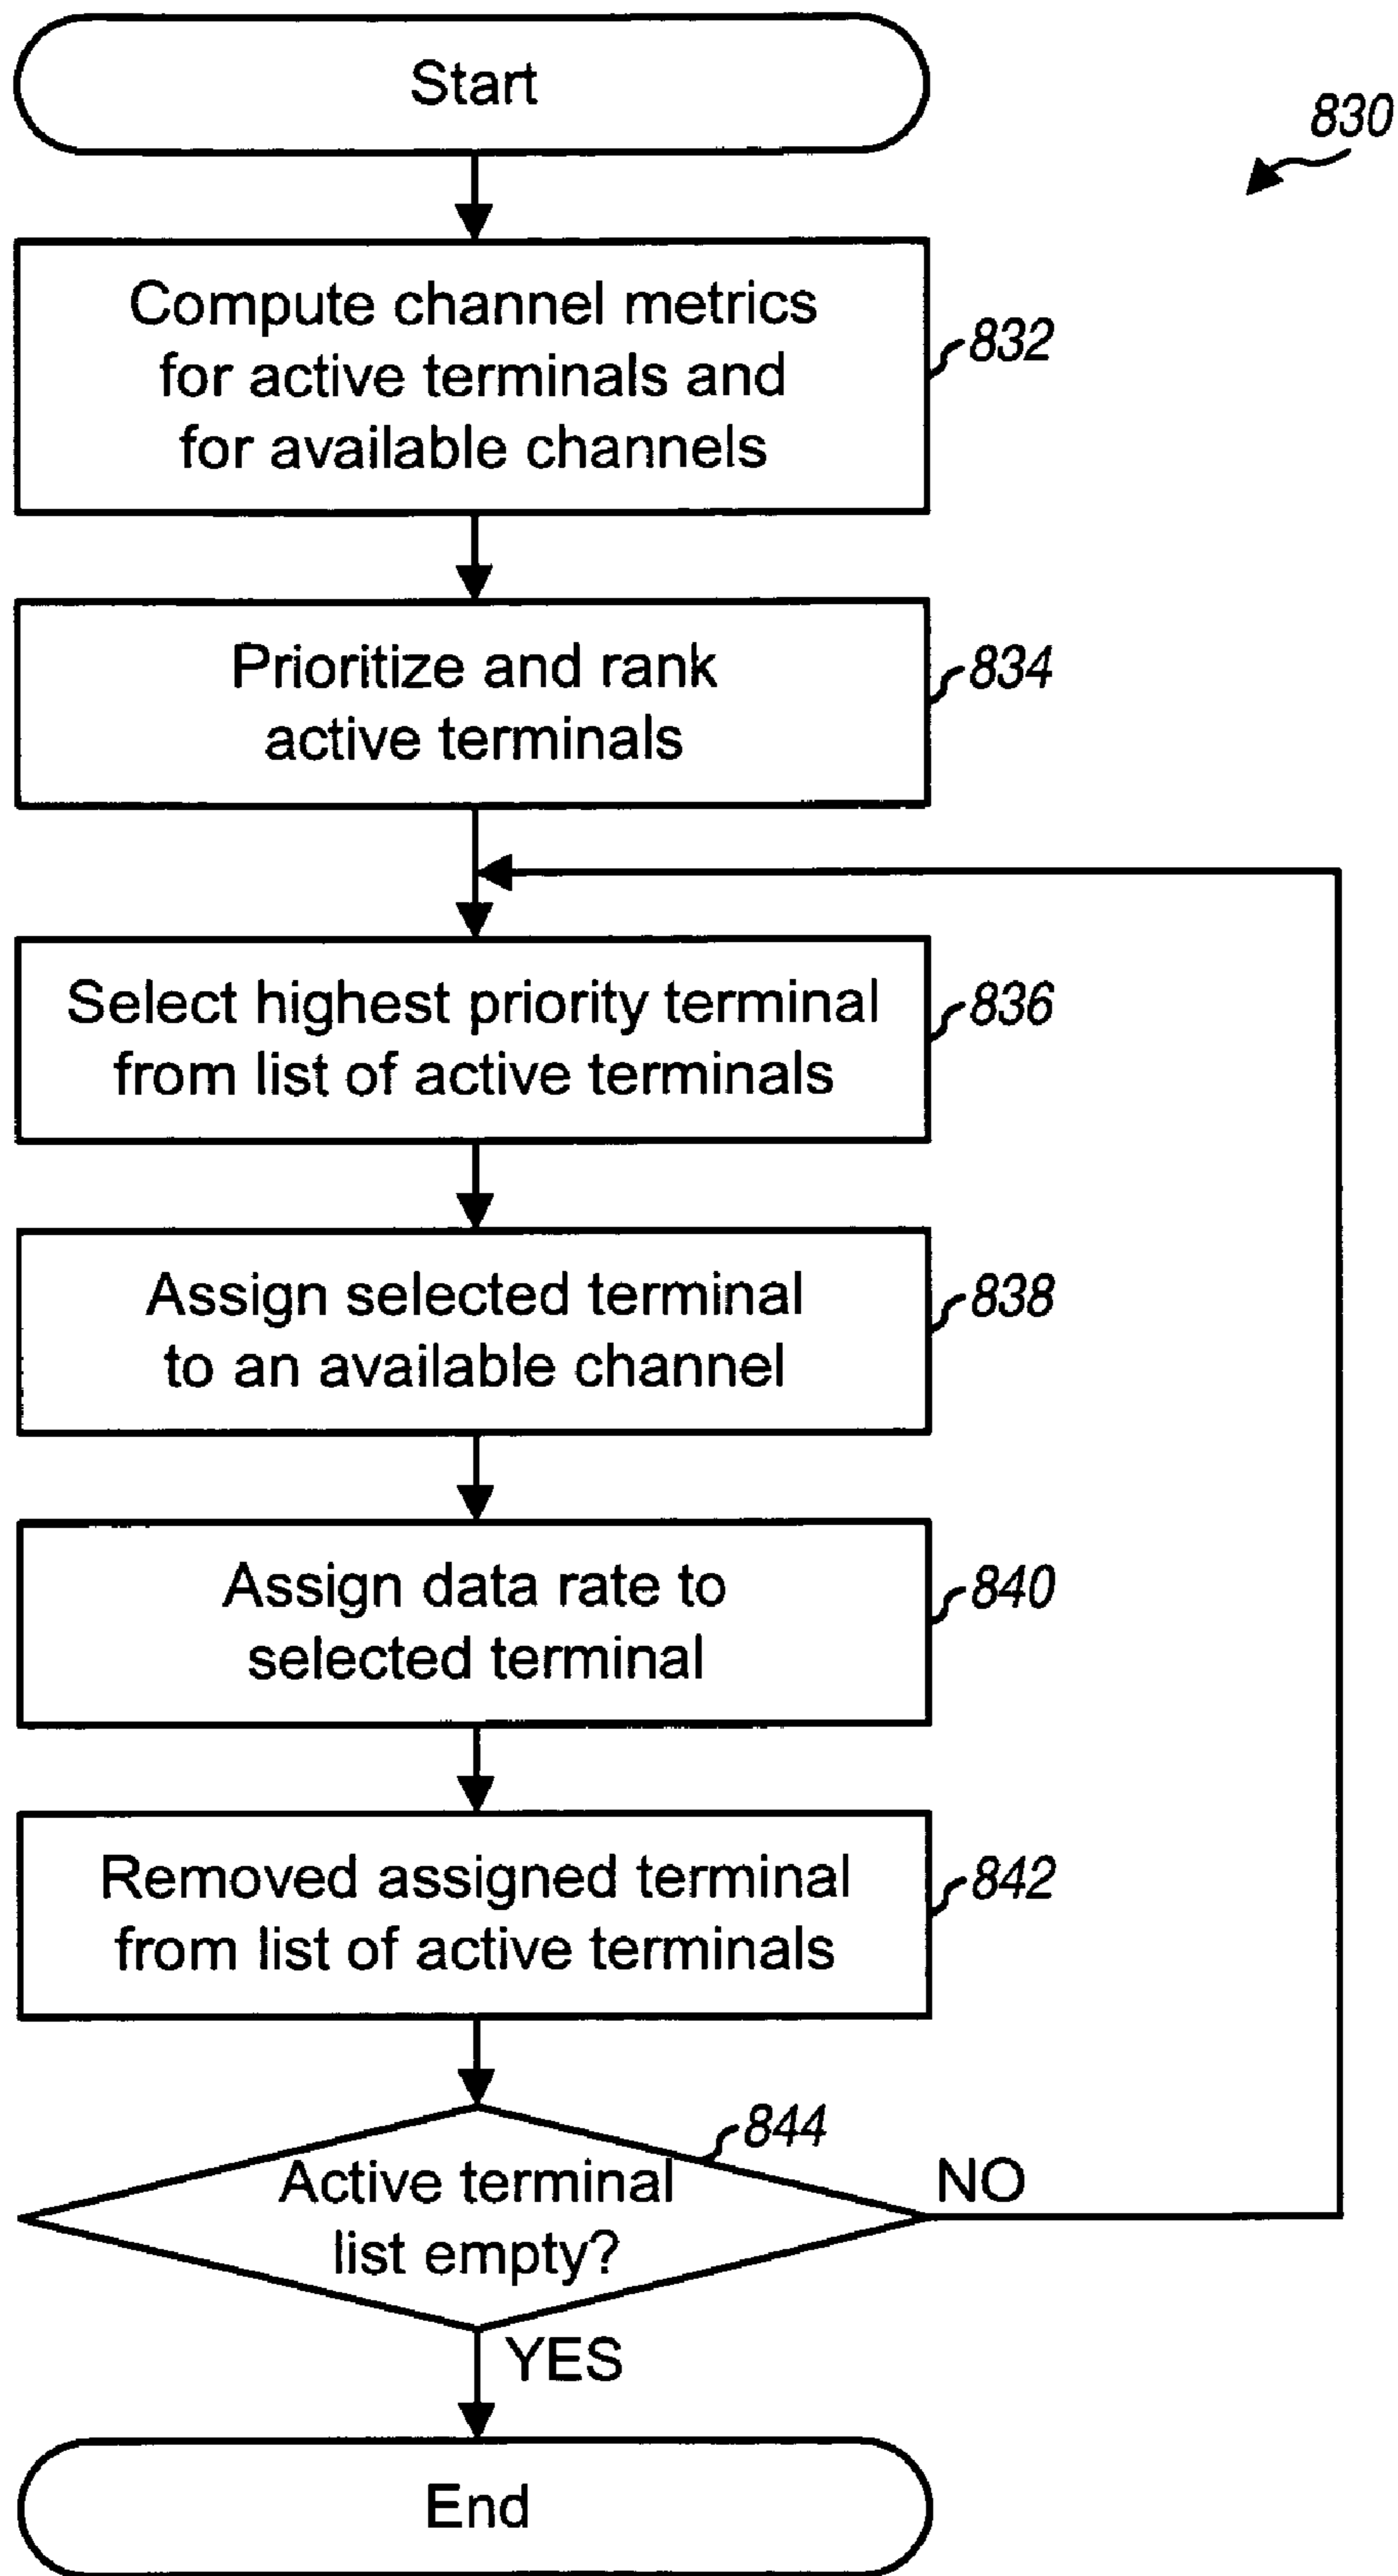 Start
830
Compute channel metrics
for active terminals and
for available channels
832
Prioritize and rank
active terminals
834
Select highest priority terminal
from list of active terminals
836
Assign selected terminal
to an available channel
838
Assign data rate to
selected terminal
840
Removed assigned terminal
from list of active terminals
842
844
Active terminal
list empty?
NO
YES
End